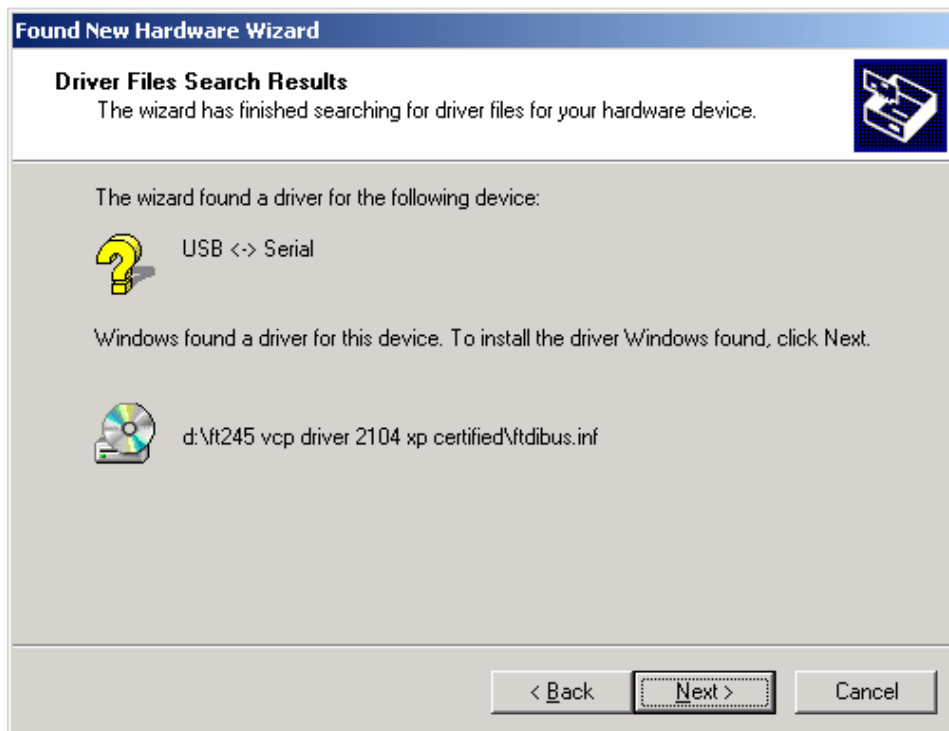 Found New Hardware Wizard
Driver Files Search Results
The wizard has finished searching for driver files for your hardware device.
The wizard found a driver for the following device:
USB <-> Serial
Windows found a driver for this device. To install the driver Windows found, click Next.
d:\ft245 vcp driver 2104 xp certified\ftdibus.inf
< Back
Next >
Cancel